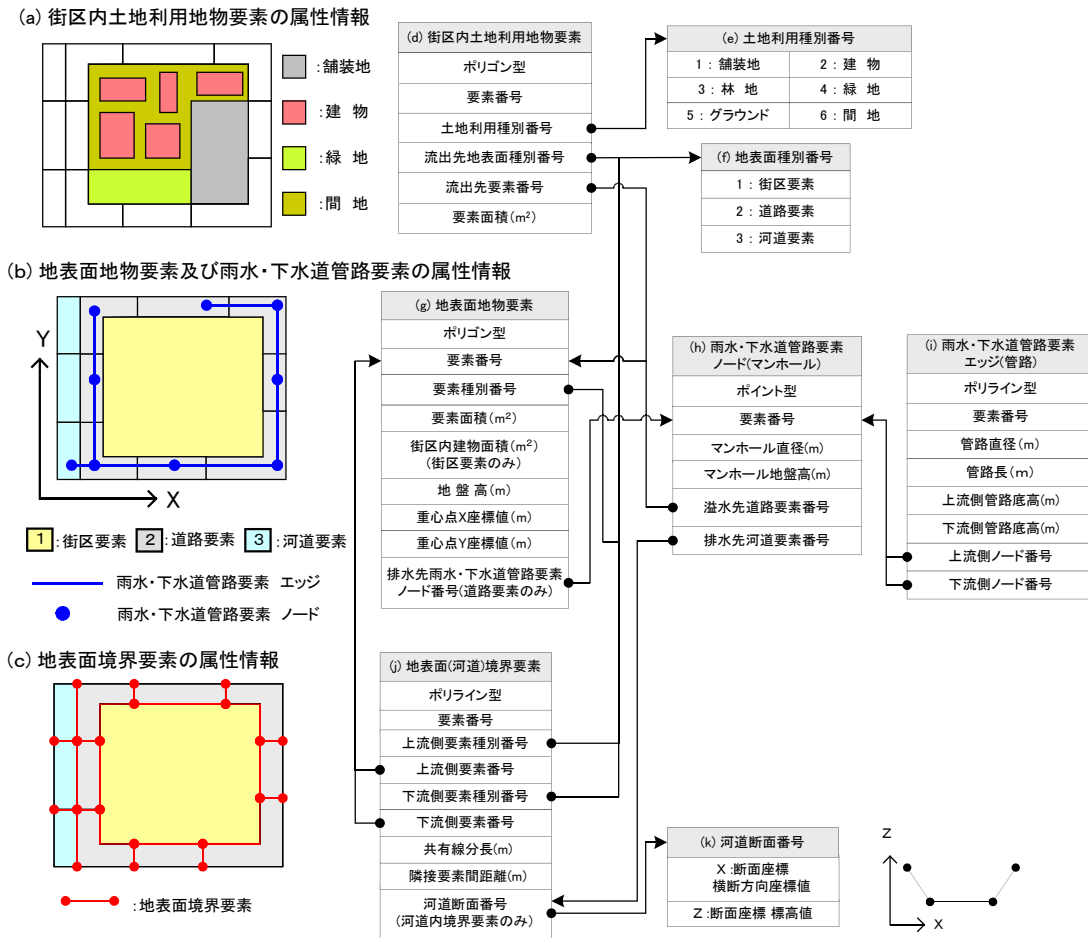 (a) 街区内土地利用地物要素の属性情報
:舗装地
:建 物
:緑 地
:間 地
(d) 街区内土地利用地物要素
ポリゴン型
要素番号
土地利用種別番号
流出先地表面種別番号
流出先要素番号
要素面積(m²)
(e) 土地利用種別番号
1 : 舗装地
2 : 建 物
3 : 林 地
4 : 緑 地
5 : グラウンド
6 : 間 地
(f) 地表面種別番号
1 : 街区要素
2 : 道路要素
3 : 河道要素
(b) 地表面地物要素及び雨水・下水道管路要素の属性情報
Y
X
1 :街区要素 2 :道路要素 3 :河道要素
雨水・下水道管路要素 エッジ
雨水・下水道管路要素 ノード
(g) 地表面地物要素
ポリゴン型
要素番号
要素種別番号
要素面積(m²)
街区内建物面積(m²)
(街区要素のみ)
地 盤 高(m)
重心点X座標値(m)
重心点Y座標値(m)
排水先雨水・下水道管路要素
ノード番号(道路要素のみ)
(h) 雨水・下水道管路要素
ノード(マンホール)
ポイント型
要素番号
マンホール直径(m)
マンホール地盤高(m)
溢水先道路要素番号
排水先河道要素番号
(i) 雨水・下水道管路要素
エッジ(管路)
ポリライン型
要素番号
管路直径(m)
管路長(m)
上流側管路底高(m)
下流側管路底高(m)
上流側ノード番号
下流側ノード番号
(c) 地表面境界要素の属性情報
:地表面境界要素
(j) 地表面(河道)境界要素
ポリライン型
要素番号
上流側要素種別番号
上流側要素番号
下流側要素種別番号
下流側要素番号
共有線分長(m)
隣接要素間距離(m)
河道断面番号
(河道内境界要素のみ)
(k) 河道断面番号
X :断面座標
横断方向座標値
Z :断面座標 標高値
Z
X